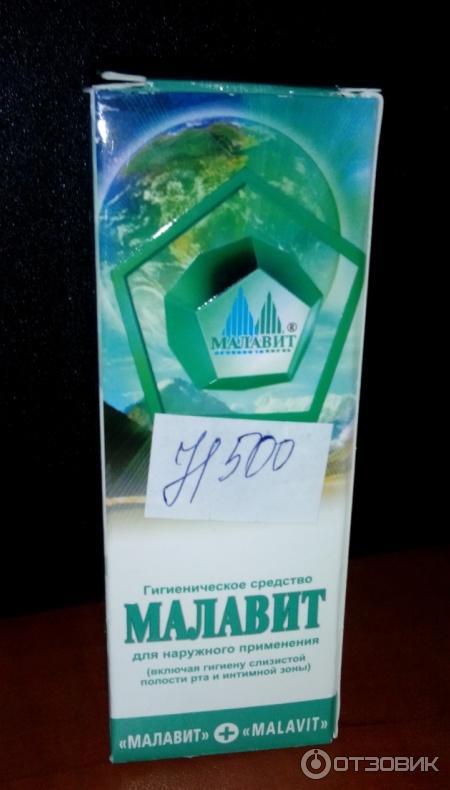 МАЛАВИТ®
500
Гигиеническое средство
МАЛАВИТ
для наружного применения
(включая гигиену слизистой
полости рта и интимной зоны)
«МАЛАВИТ» + «MALAVIT»
ОТЗОВИК